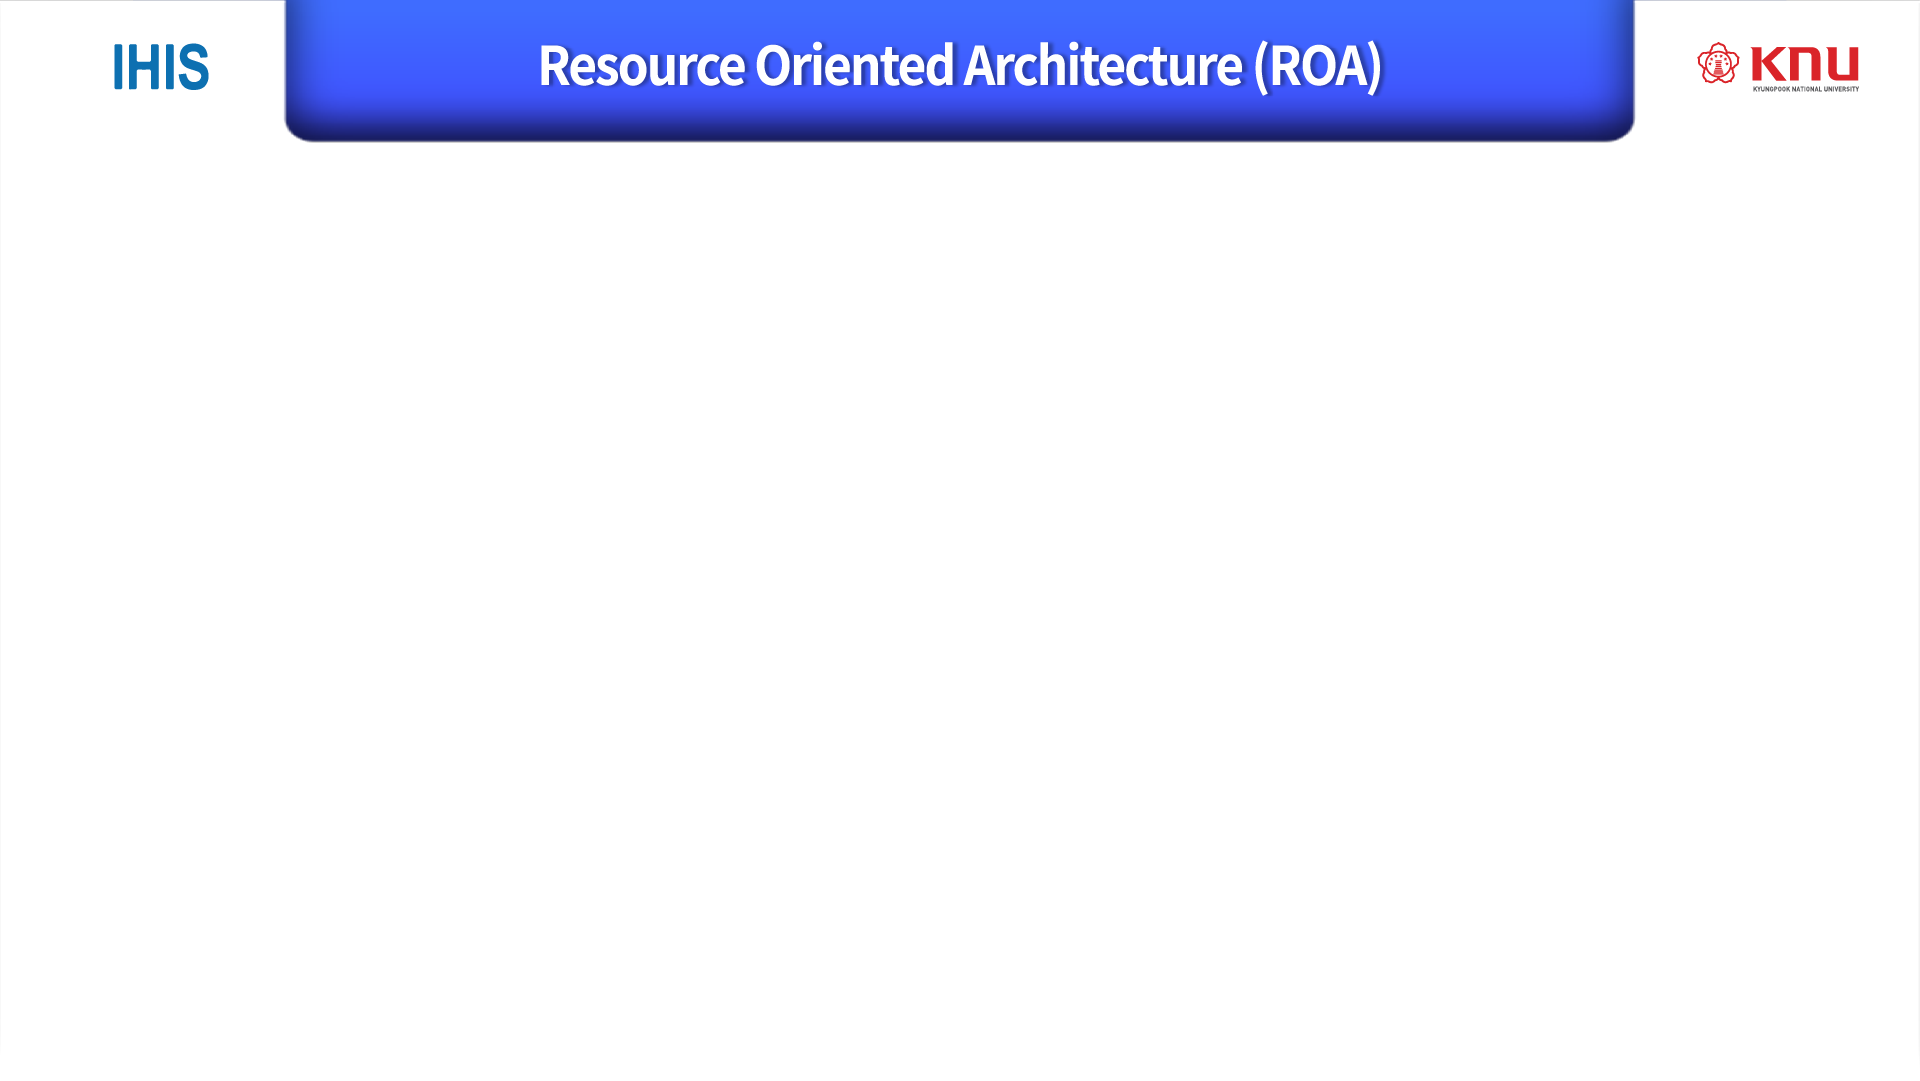 IHIS
Resource Oriented Architecture (ROA)
KNU
KYUNGPOOK NATIONAL UNIVERSITY